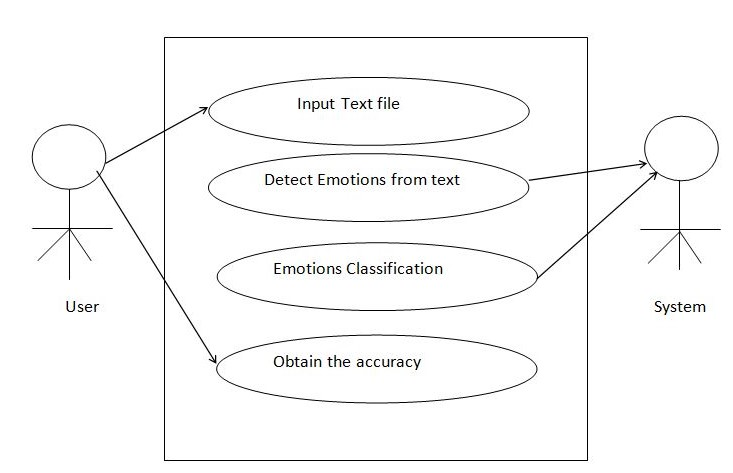 Input Text file
Detect Emotions from text
Emotions Classification
User
System
Obtain the accuracy